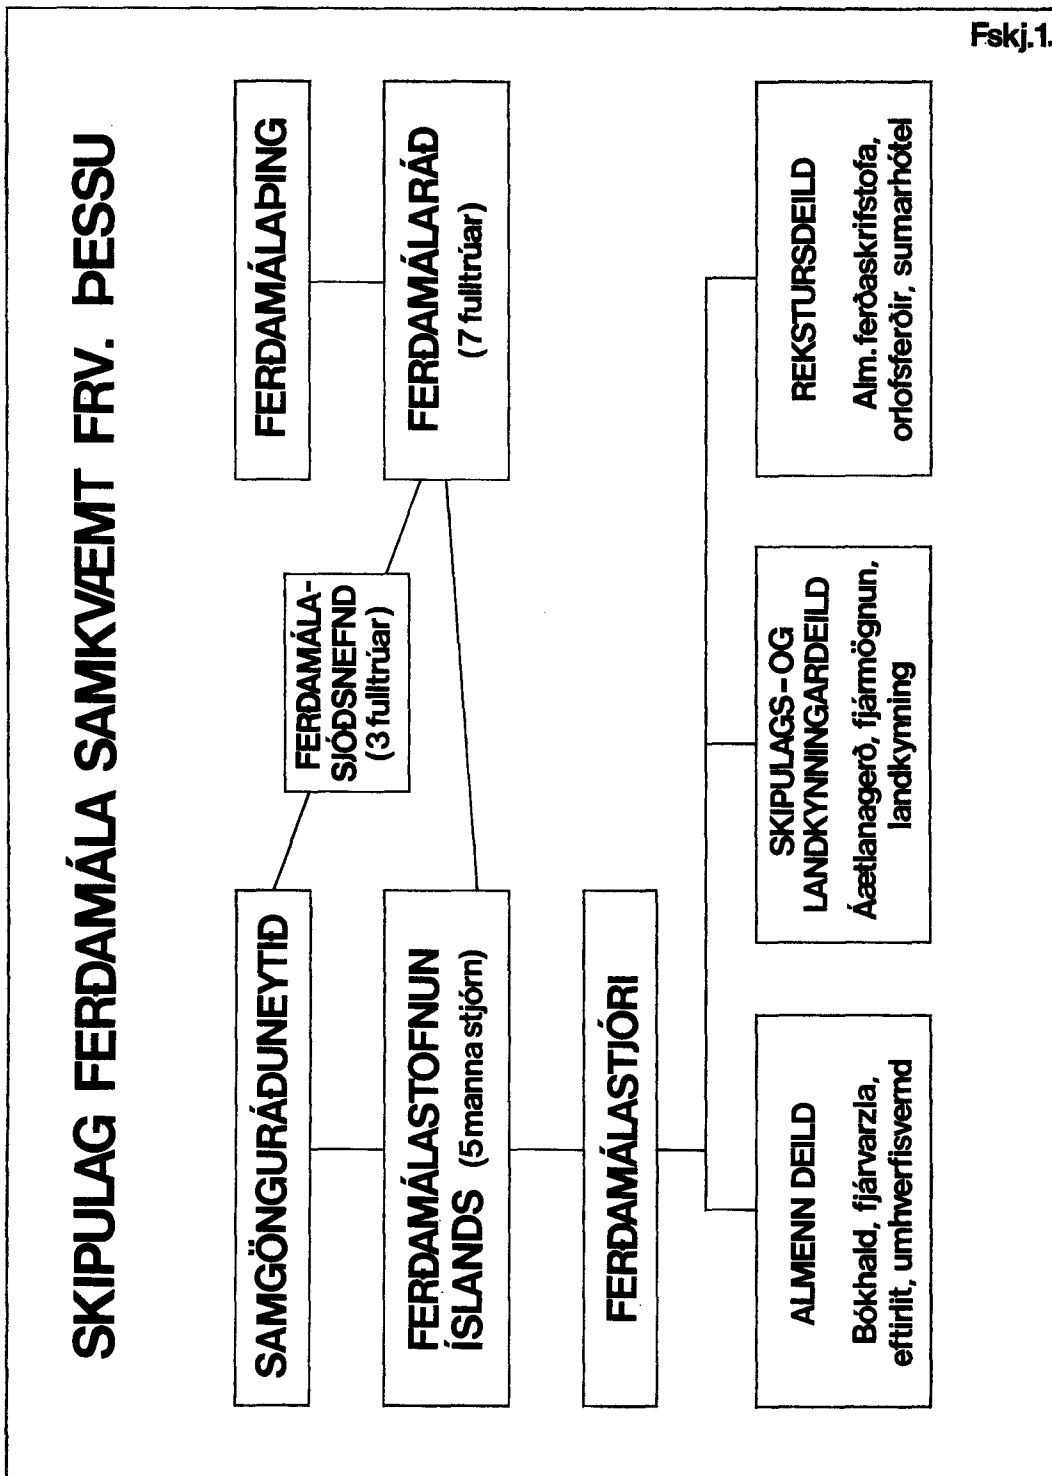 Fskj.1.
SKIPULAG FERÐAMÁLA SAMKVÆMT FRV. ÞESSU
SAMGÖNGURÁÐUNEYTIÐ
FERÐAMÁLAÞING
FERÐAMÁLA-
SJÓÐSNEFND
(3 fulltrúar)
FERÐAMÁLASTOFNUN
ÍSLANDS (5 manna stjórn)
FERÐAMÁLARÁÐ
(7 fulltrúar)
FERÐAMÁLASTJÓRI
ALMENN DEILD
Bókhald, fjárvarzla,
eftirlit, umhverfisvernd
SKIPULAGS- OG
LANDKYNNINGARDEILD
Áætlanagerð, fjármögnun,
landkynning
REKSTURSDEILD
Alm. ferðaskrifstofa,
orlofsferðir, sumarhótel